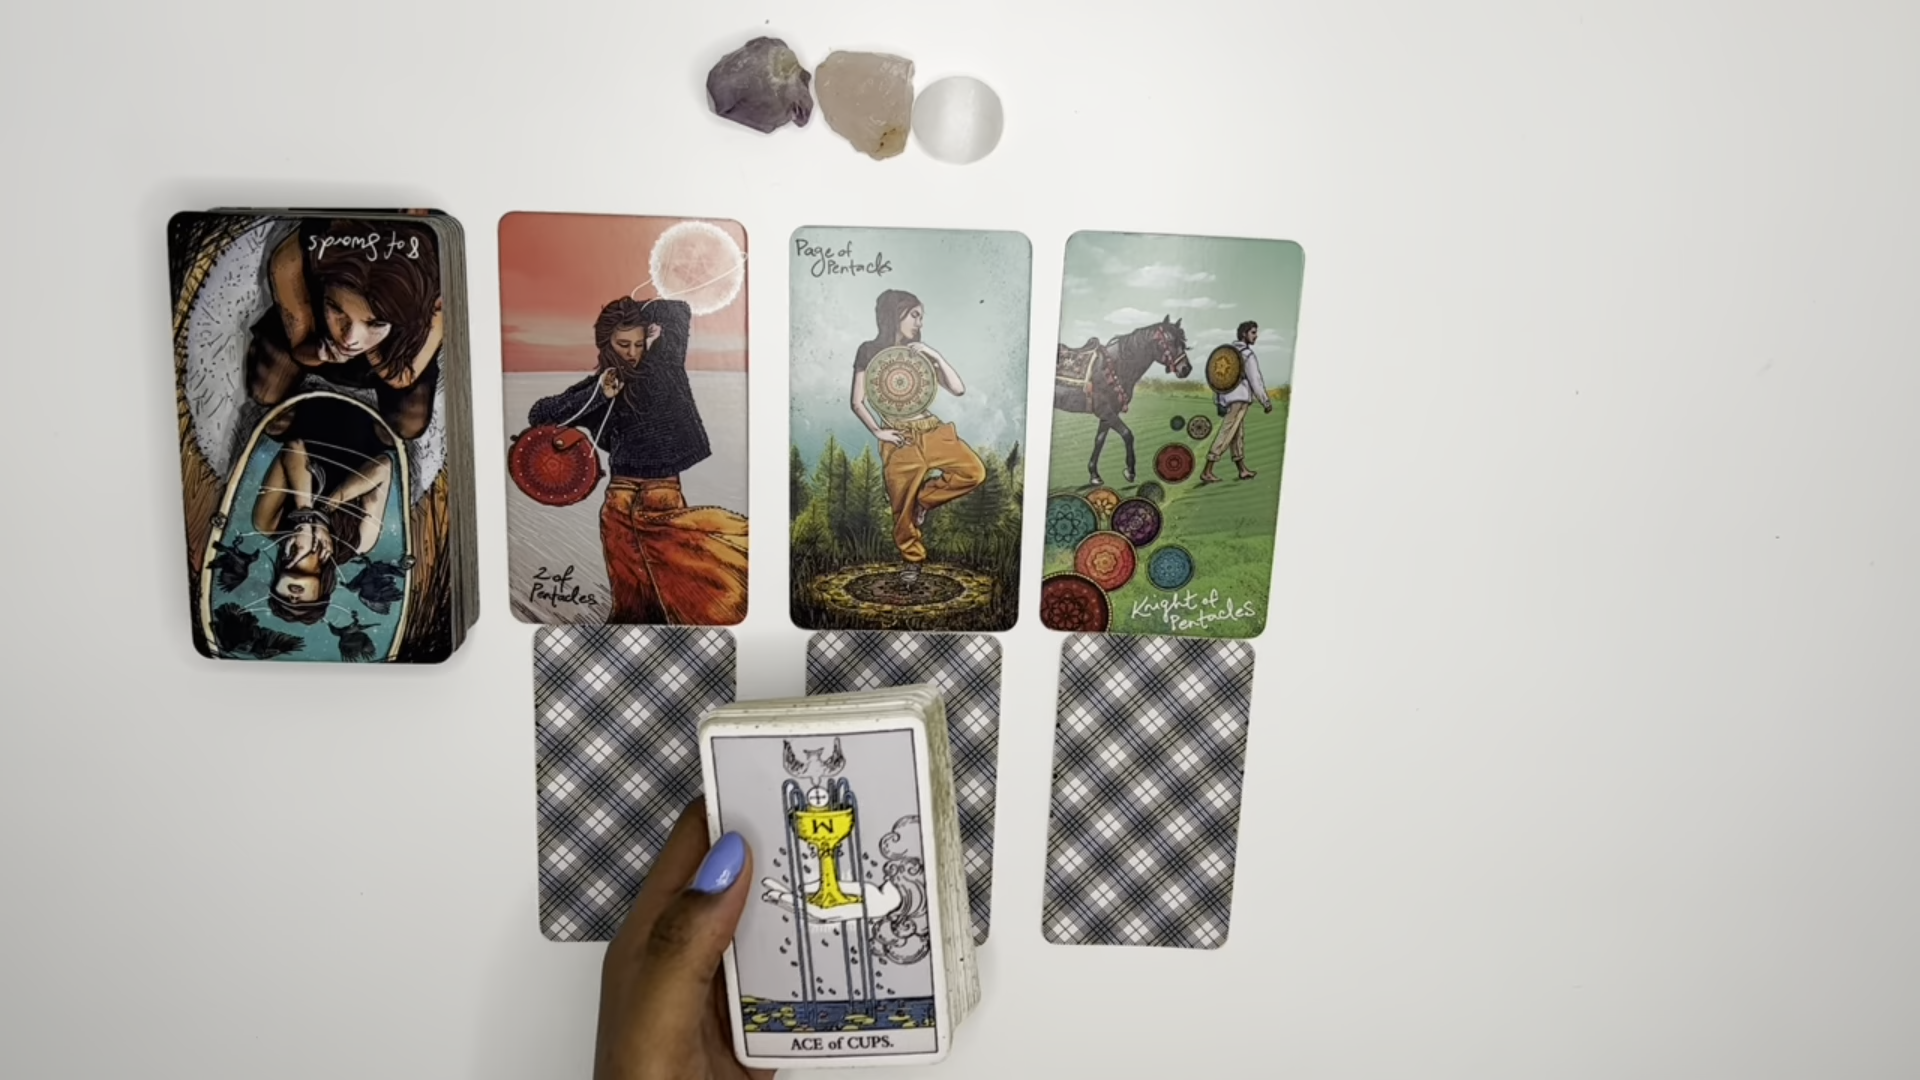 8 of Swords
2 of
Pentacles
Page of
Pentacles
Knight of
Pentacles
ACE of CUPS.